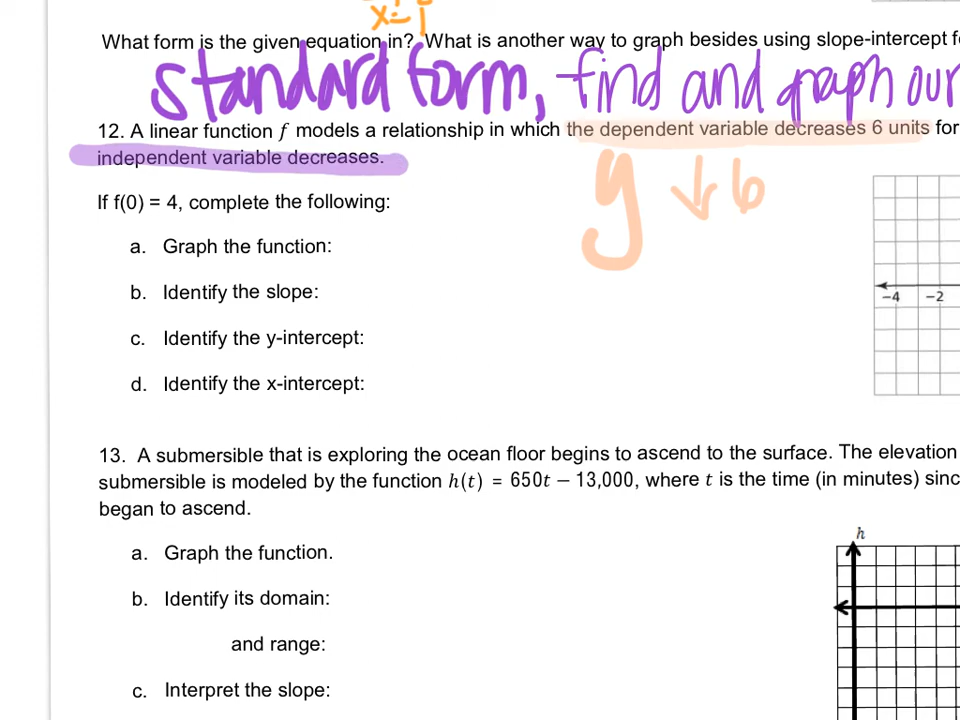 x=1
What form is the given equation in? What is another way to graph besides using slope-intercept
standard form, find and graph our
12. A linear function f models a relationship in which the dependent variable decreases 6 units for
independent variable decreases.
y ↓ 6
If f(0) = 4, complete the following:
a. Graph the function:
b. Identify the slope:
-4 -2
c. Identify the y-intercept:
d. Identify the x-intercept:
13. A submersible that is exploring the ocean floor begins to ascend to the surface. The elevation
submersible is modeled by the function h(t) = 650t − 13,000, where t is the time (in minutes) sinc
began to ascend.
h
a. Graph the function.
b. Identify its domain:
and range:
c. Interpret the slope: